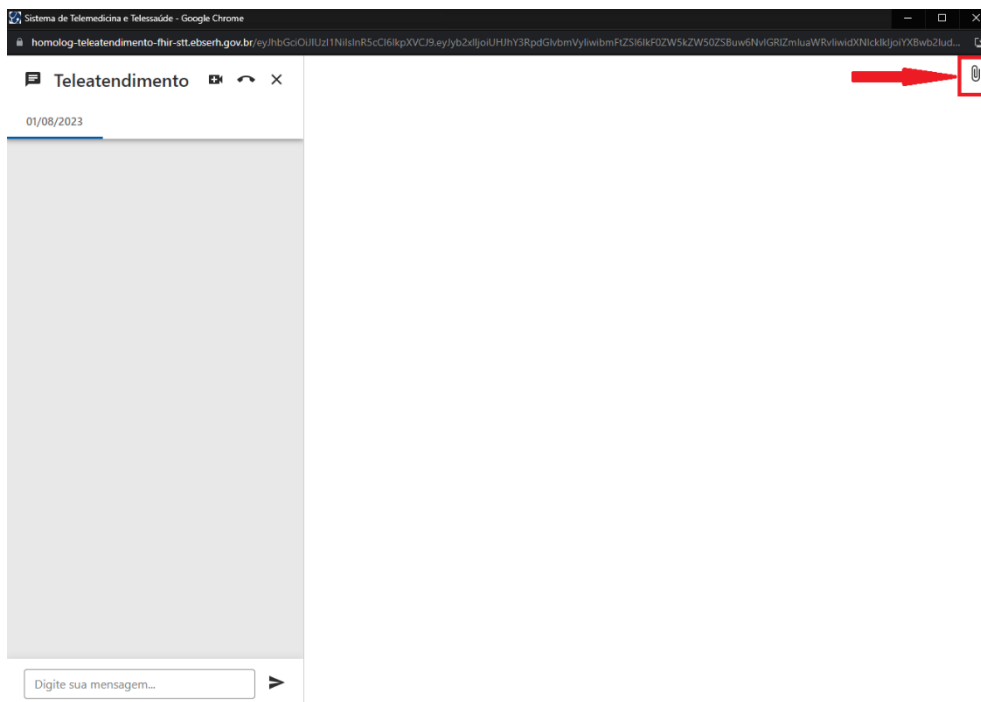 Sistema de Telemedicina e Telessaúde - Google Chrome
homolog-teleatendimento-fhir-stt.ebserh.gov.br/
Teleatendimento
01/08/2023
Digite sua mensagem...